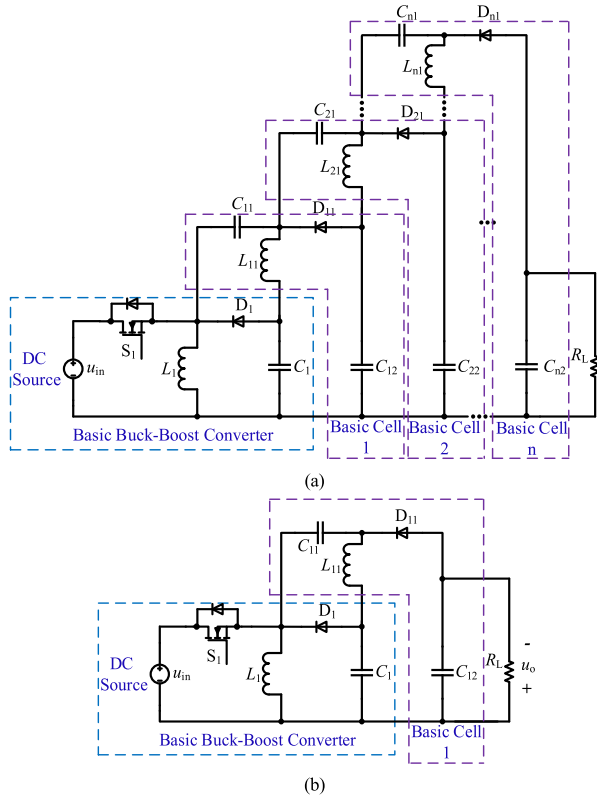 Cn1
Dn1
Ln1
C21
D21
L21
C11
D11
L11
D1
S1
DC
Source
uin
L1
C1
C12
C22
Cn2
RL
Basic Buck-Boost Converter
Basic Cell
1
Basic Cell
2
Basic Cell
n
(a)
D11
C11
L11
D1
S1
DC
Source
uin
L1
C1
C12
RL
-
uo
+
Basic Buck-Boost Converter
Basic Cell
1
(b)